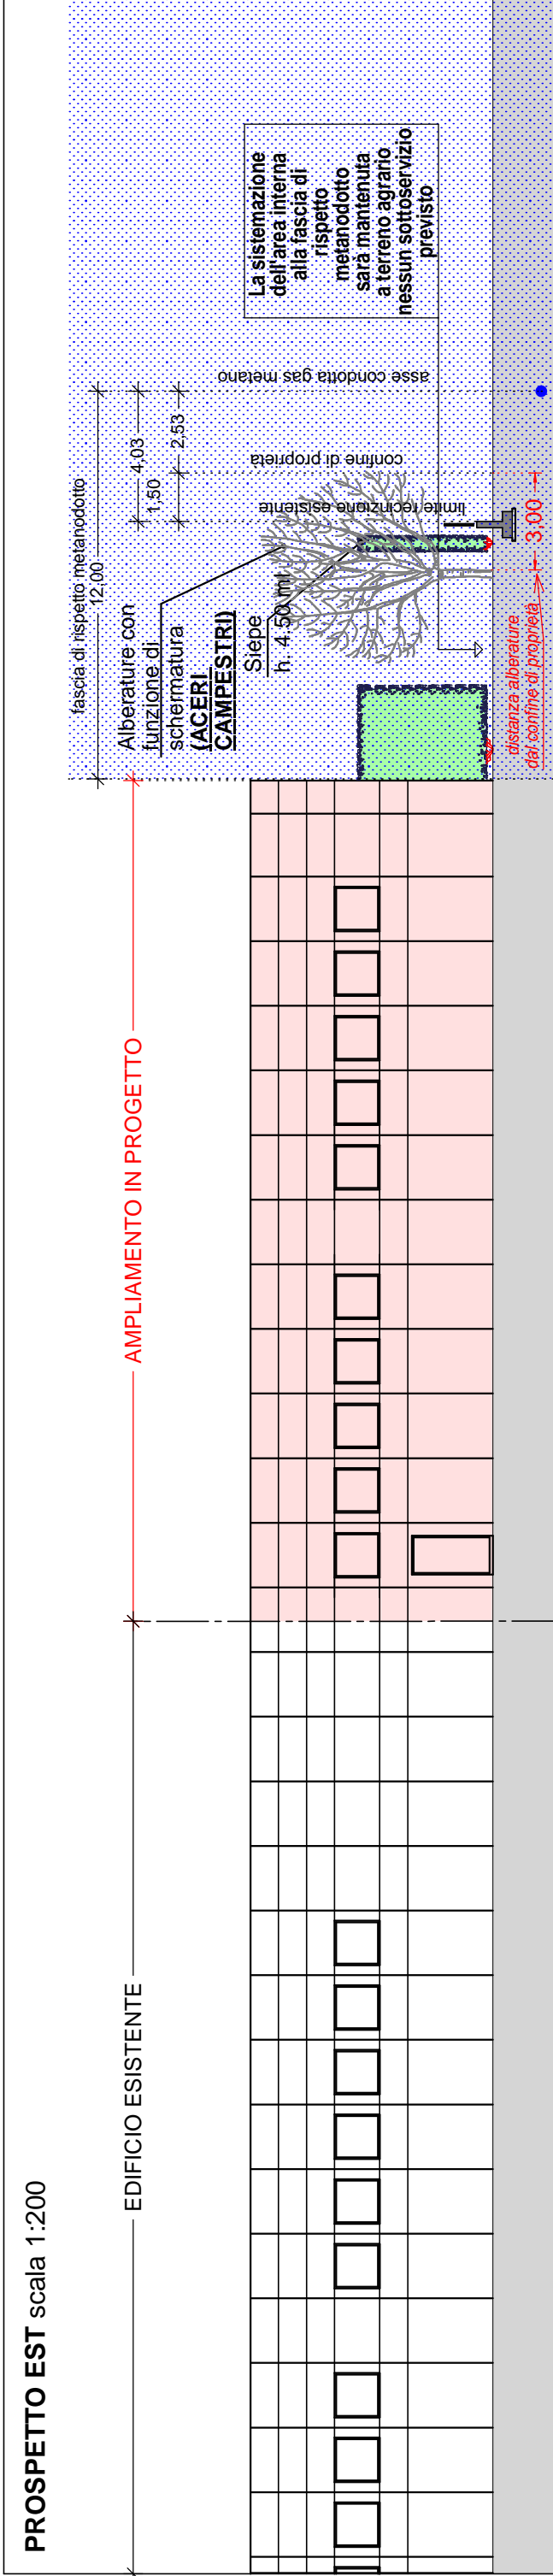 PROSPETTO EST scala 1:200
EDIFICIO ESISTENTE
AMPLIAMENTO IN PROGETTO
fascia di rispetto metanodotto
12,00
4,03
1,50
2,53
Alberature con
funzione di
schermatura
(ACERI
CAMPESTRI)
Siepe
h. 4.50 ml
limite recinzione esistente
confine di proprietà
asse condotta gas metano
La sistemazione
dell'area interna
alla fascia di
rispetto
metanodotto
sarà mantenuta
a terreno agrario
nessun sottoservizio
previsto
distanza alberature
dal confine di proprietà
3,00